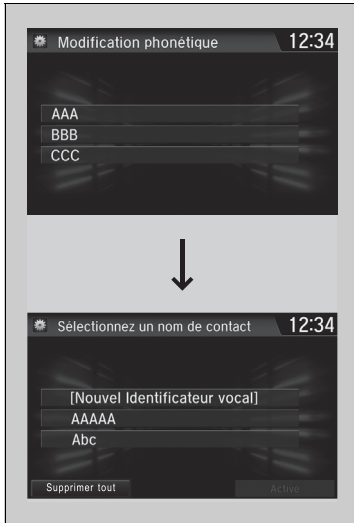 Modification phonétique 12:34
AAA
BBB
CCC
Sélectionnez un nom de contact 12:34
[Nouvel Identificateur vocal]
AAAAA
Abc
Supprimer tout Activé